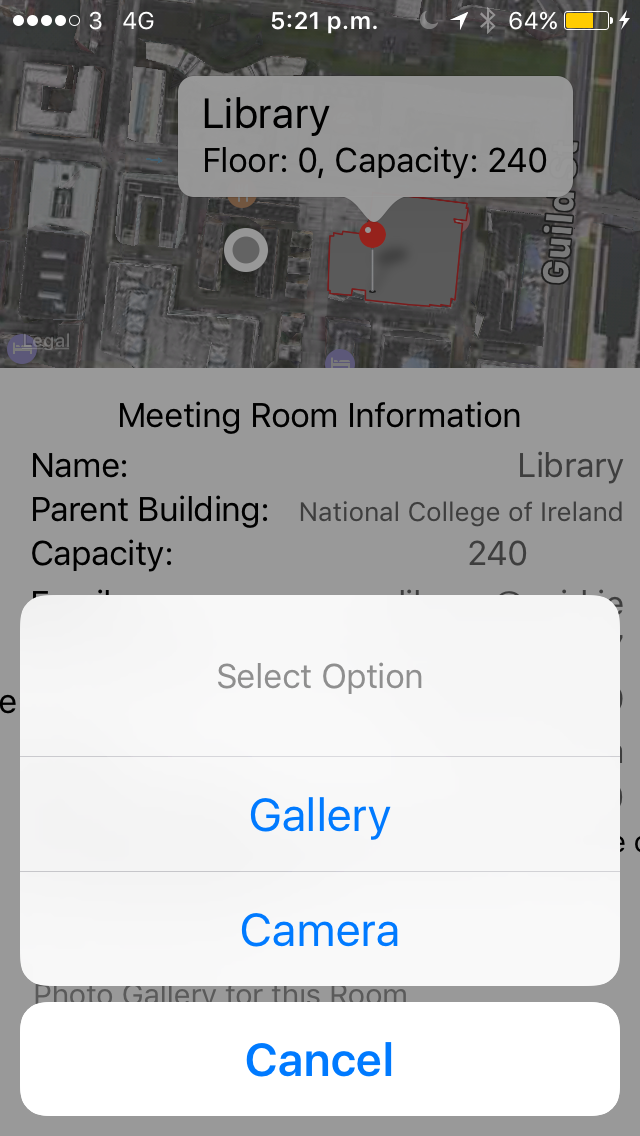 3 4G 5:21 p.m. 64%
Library
Floor: 0, Capacity: 240
Guild St
Legal
Meeting Room Information
Name: Library
Parent Building: National College of Ireland
Capacity: 240
Select Option
Gallery
Camera
Photo Gallery for this Room
Cancel